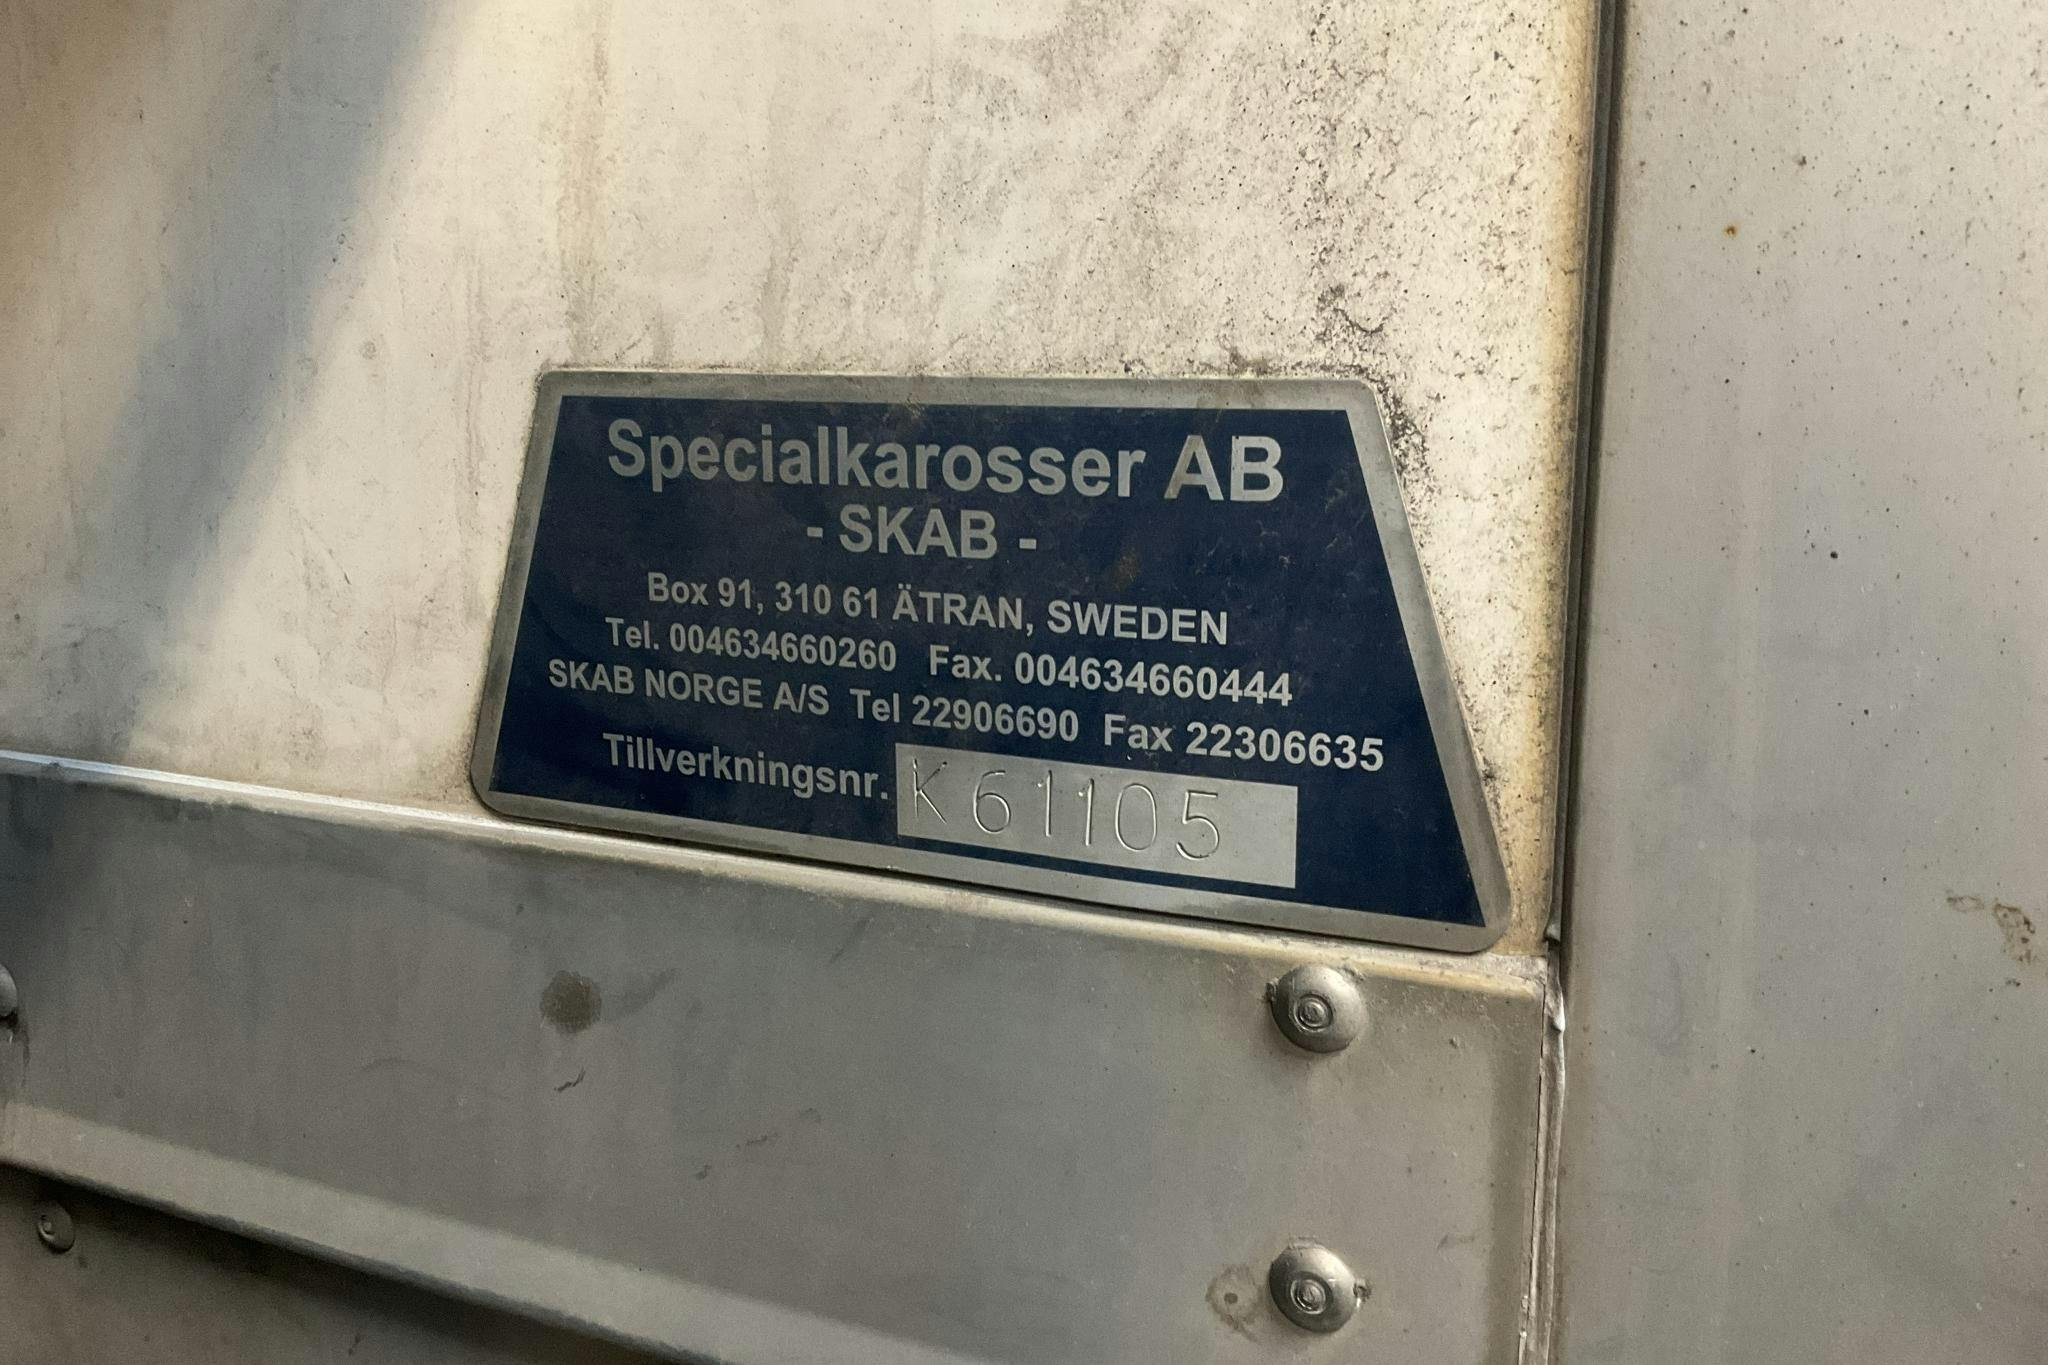 Specialkarosser AB
- SKAB -
Box 91, 310 61 ÄTRAN, SWEDEN
Tel. 004634660260 Fax. 004634660444
SKAB NORGE A/S Tel 22906690 Fax 22306635
Tillverkningsnr. K61105